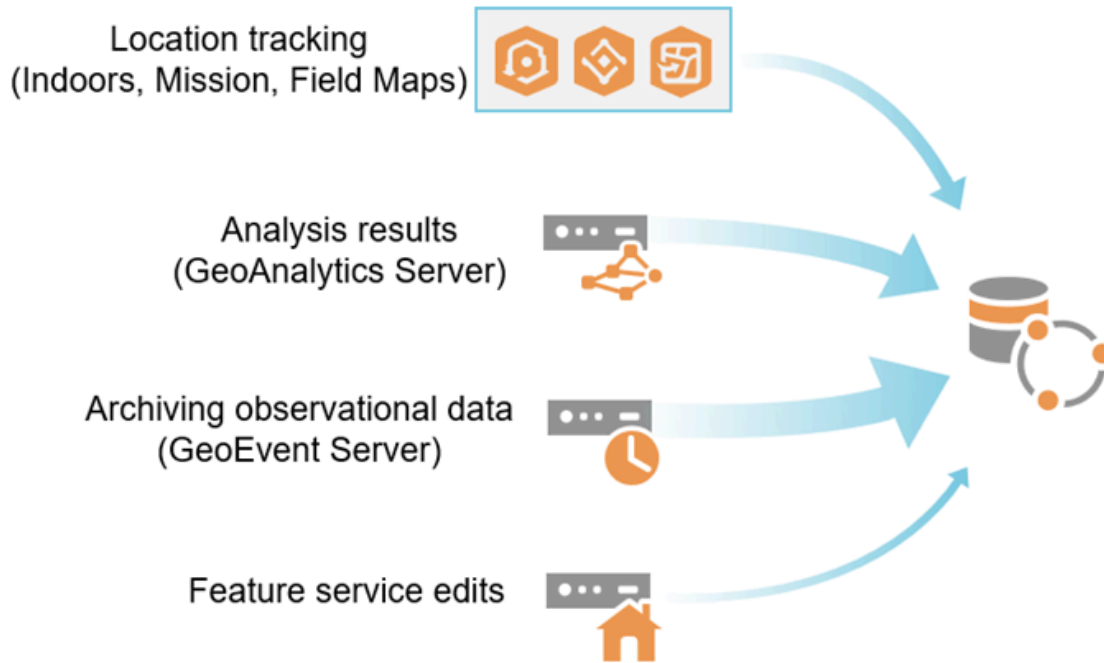 Location tracking
(Indoors, Mission, Field Maps)
Analysis results
(GeoAnalytics Server)
Archiving observational data
(GeoEvent Server)
Feature service edits